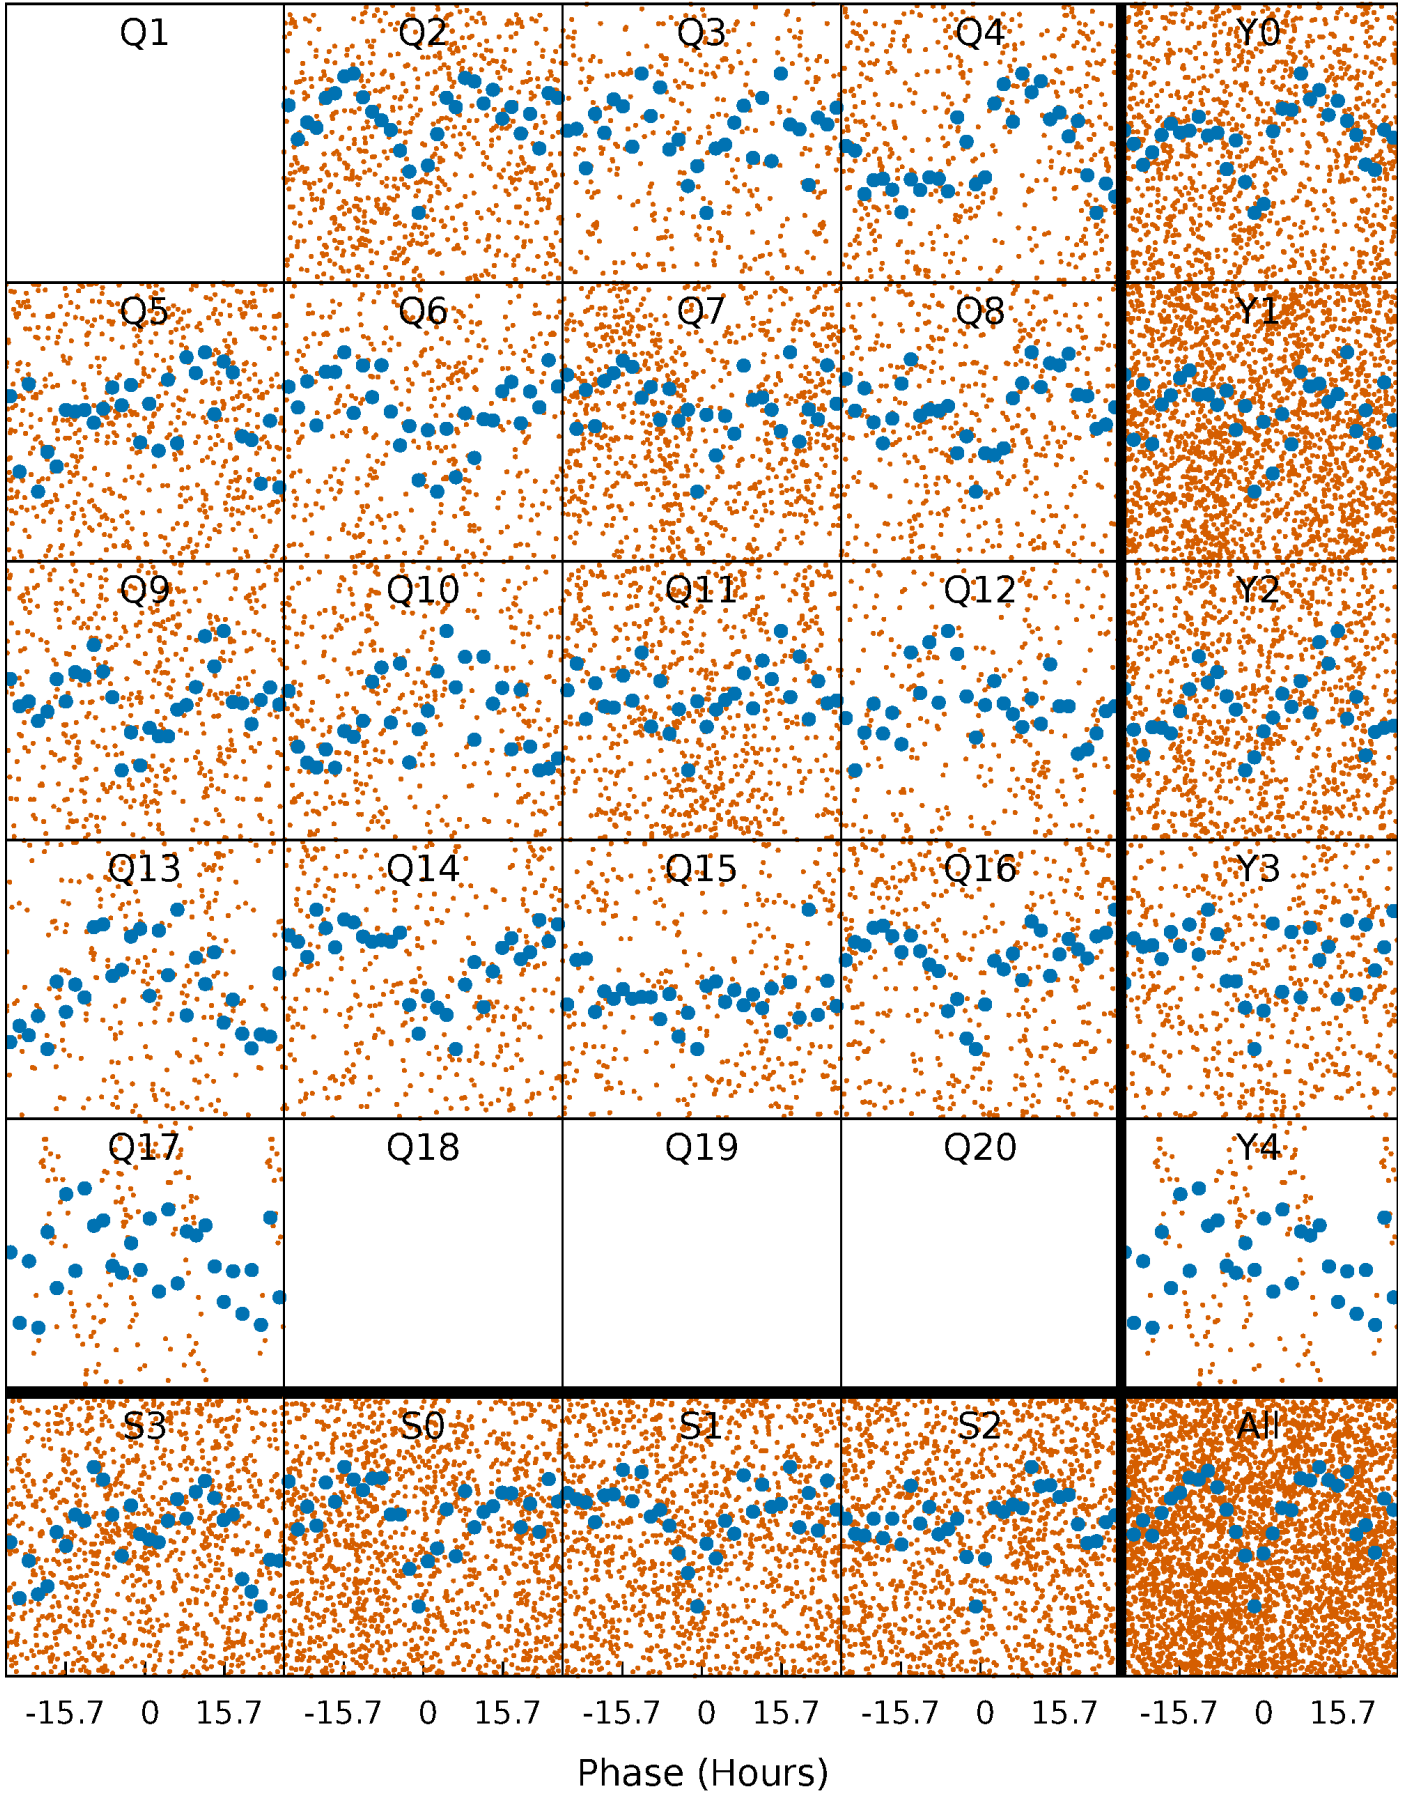 Q1 Q2 Q3 Q4 Y0
Q5 Q6 Q7 Q8 Y1
Q9 Q10 Q11 Q12 Y2
Q13 Q14 Q15 Q16 Y3
Q17 Q18 Q19 Q20 Y4
S3 S0 S1 S2 All
-15.7 0 15.7 -15.7 0 15.7 -15.7 0 15.7 -15.7 0 15.7 -15.7 0 15.7
Phase (Hours)